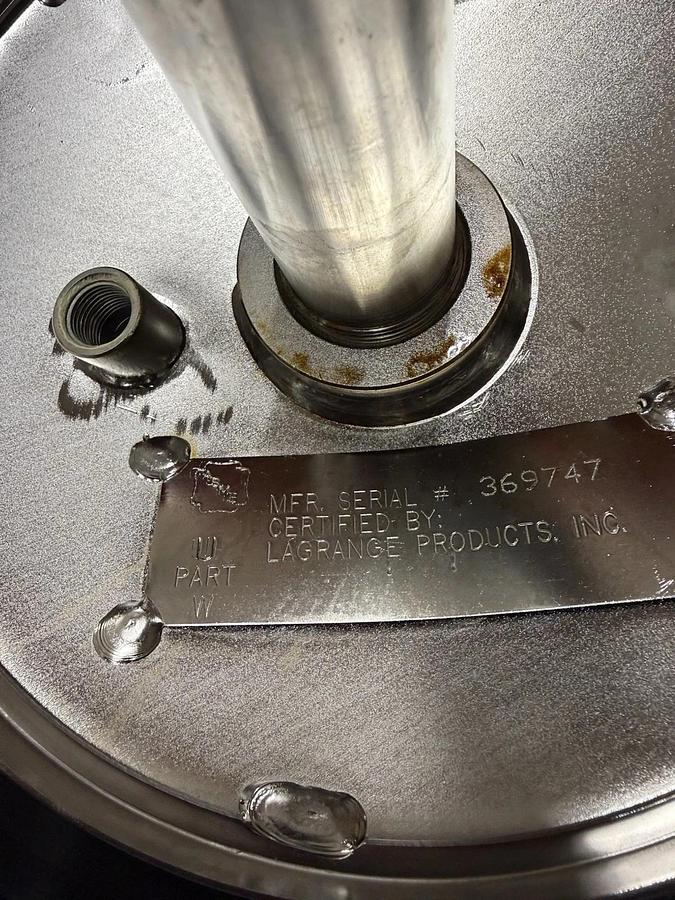 MFR. SERIAL # 369747
CERTIFIED BY:
LAGRANGE PRODUCTS, INC.
U
PART
W